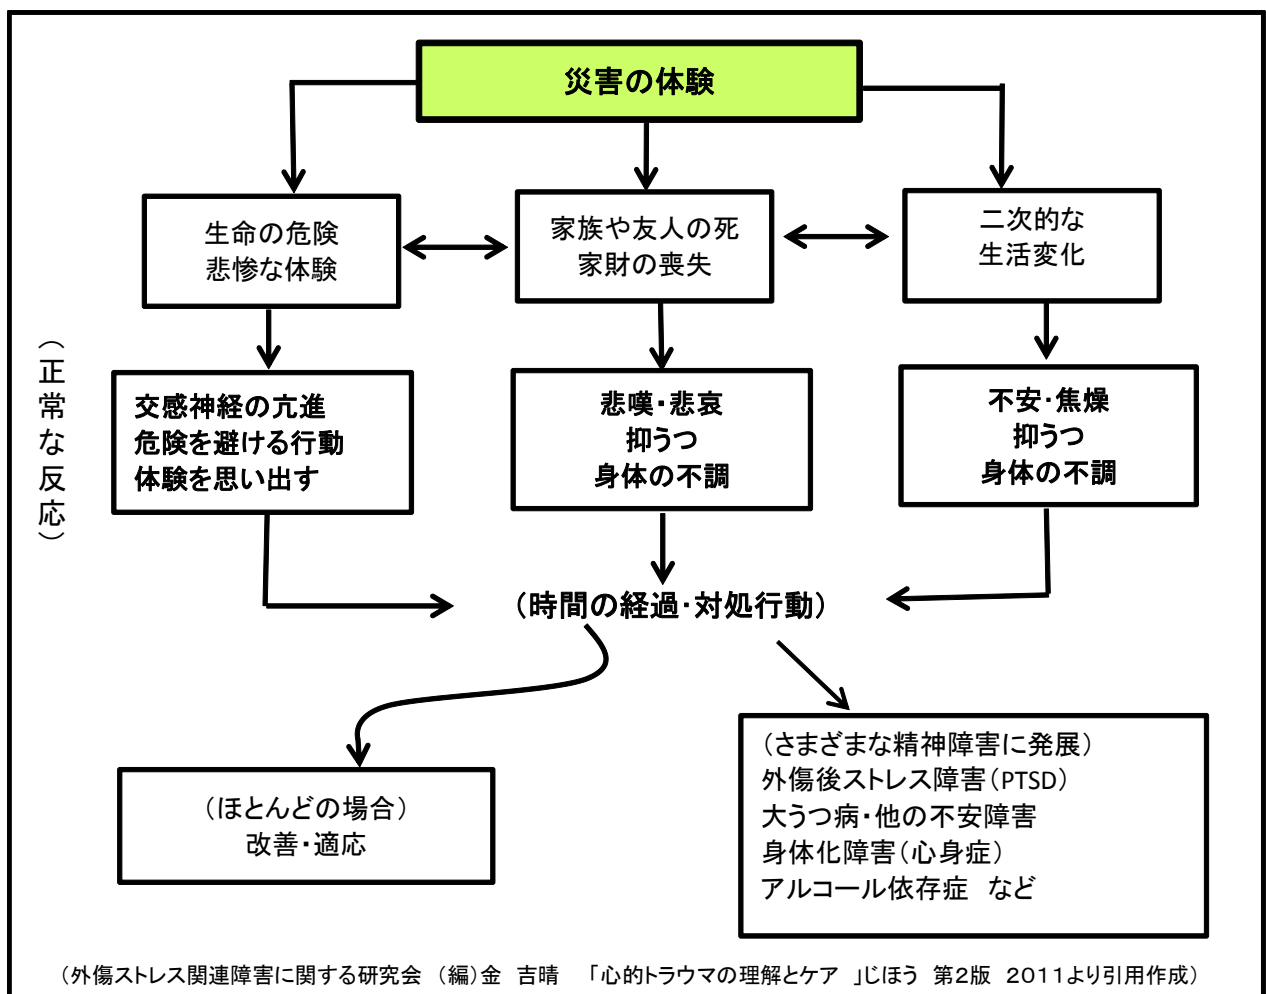 災害の体験
生命の危険
悲惨な体験
家族や友人の死
家財の喪失
二次的な
生活変化
(正常な反応)
交感神経の亢進
危険を避ける行動
体験を思い出す
悲嘆・悲哀
抑うつ
身体の不調
不安・焦燥
抑うつ
身体の不調
(時間の経過・対処行動)
(ほとんどの場合)
改善・適応
(さまざまな精神障害に発展)
外傷後ストレス障害(PTSD)
大うつ病・他の不安障害
身体化障害(心身症)
アルコール依存症 など
(外傷ストレス関連障害に関する研究会 (編)金 吉晴 「心的トラウマの理解とケア 」じほう 第2版 2011より引用作成)